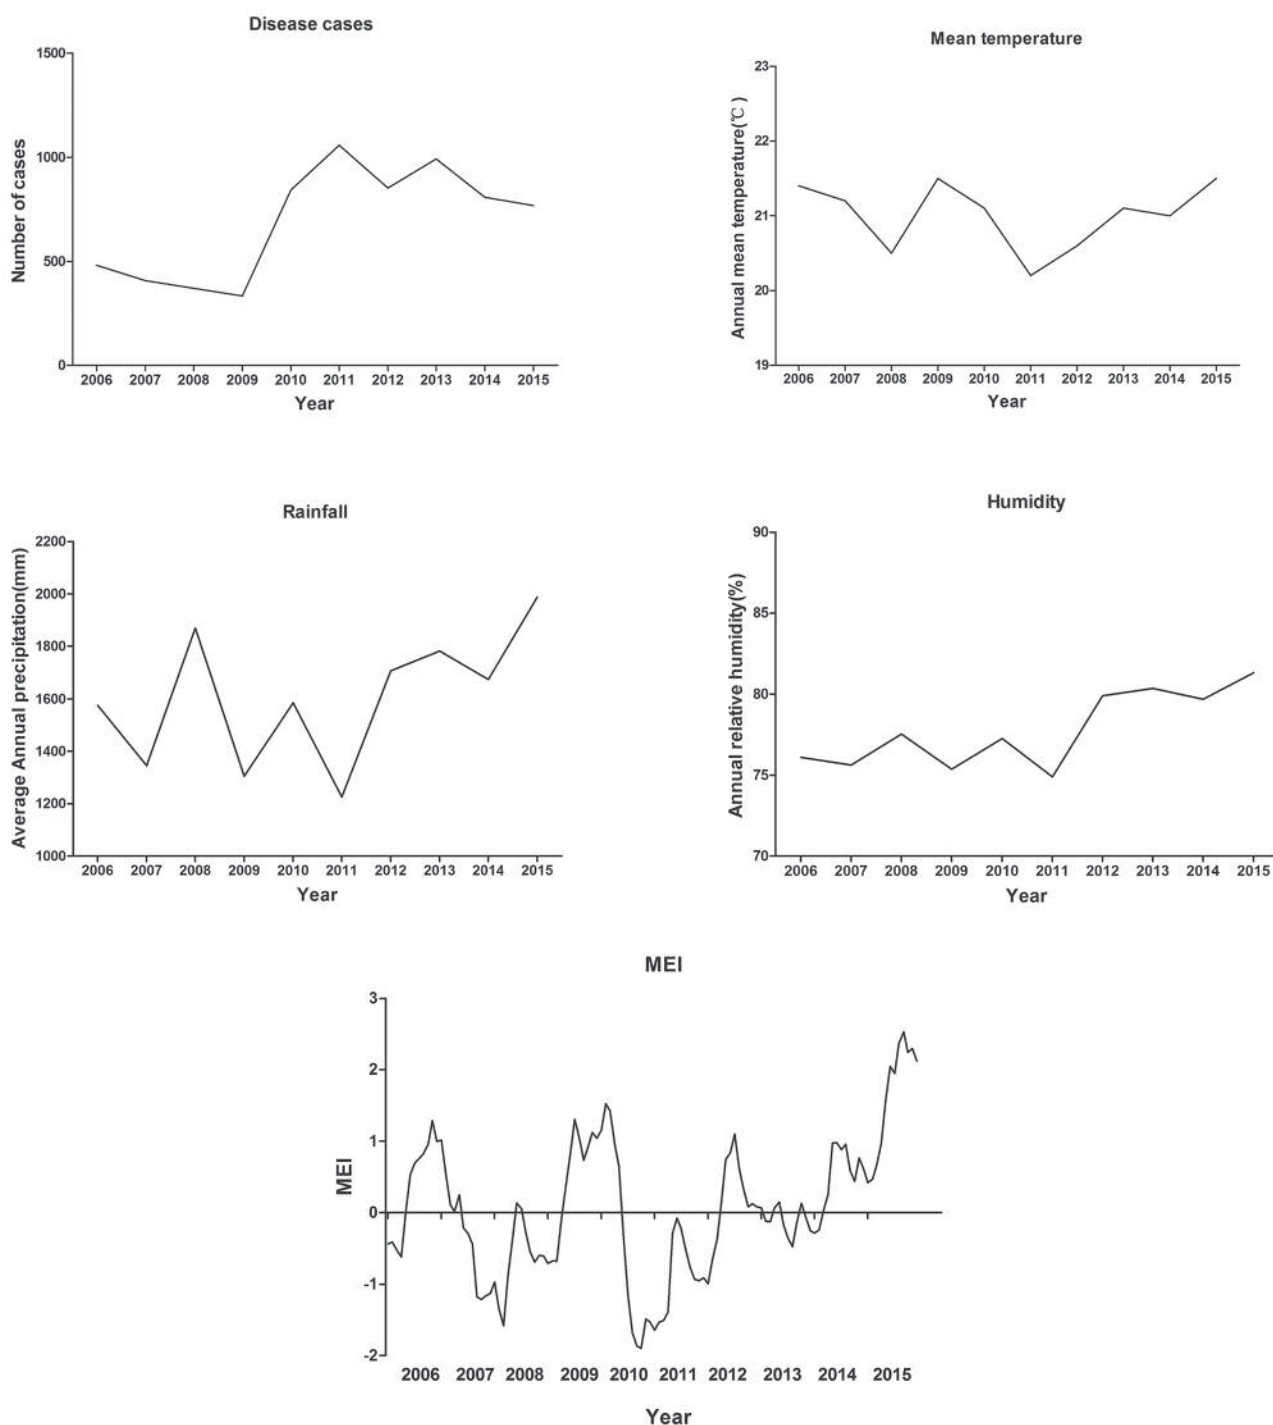 Disease cases
Number of cases
1500
1000
500
0
2006 2007 2008 2009 2010 2011 2012 2013 2014 2015
Year
Mean temperature
Annual mean temperature(℃)
23
22
21
20
19
2006 2007 2008 2009 2010 2011 2012 2013 2014 2015
Year
Rainfall
Average Annual precipitation(mm)
2200
2000
1800
1600
1400
1200
1000
2006 2007 2008 2009 2010 2011 2012 2013 2014 2015
Year
Humidity
Annual relative humidity(%)
90
85
80
75
70
2006 2007 2008 2009 2010 2011 2012 2013 2014 2015
Year
MEI
MEI
3
2
1
0
-1
-2
2006 2007 2008 2009 2010 2011 2012 2013 2014 2015
Year